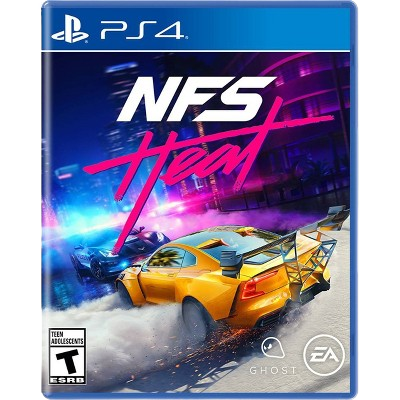 PS4
NFS
Heat
TEEN
ADOLESCENTS
T
ESRB
GHOST
EA